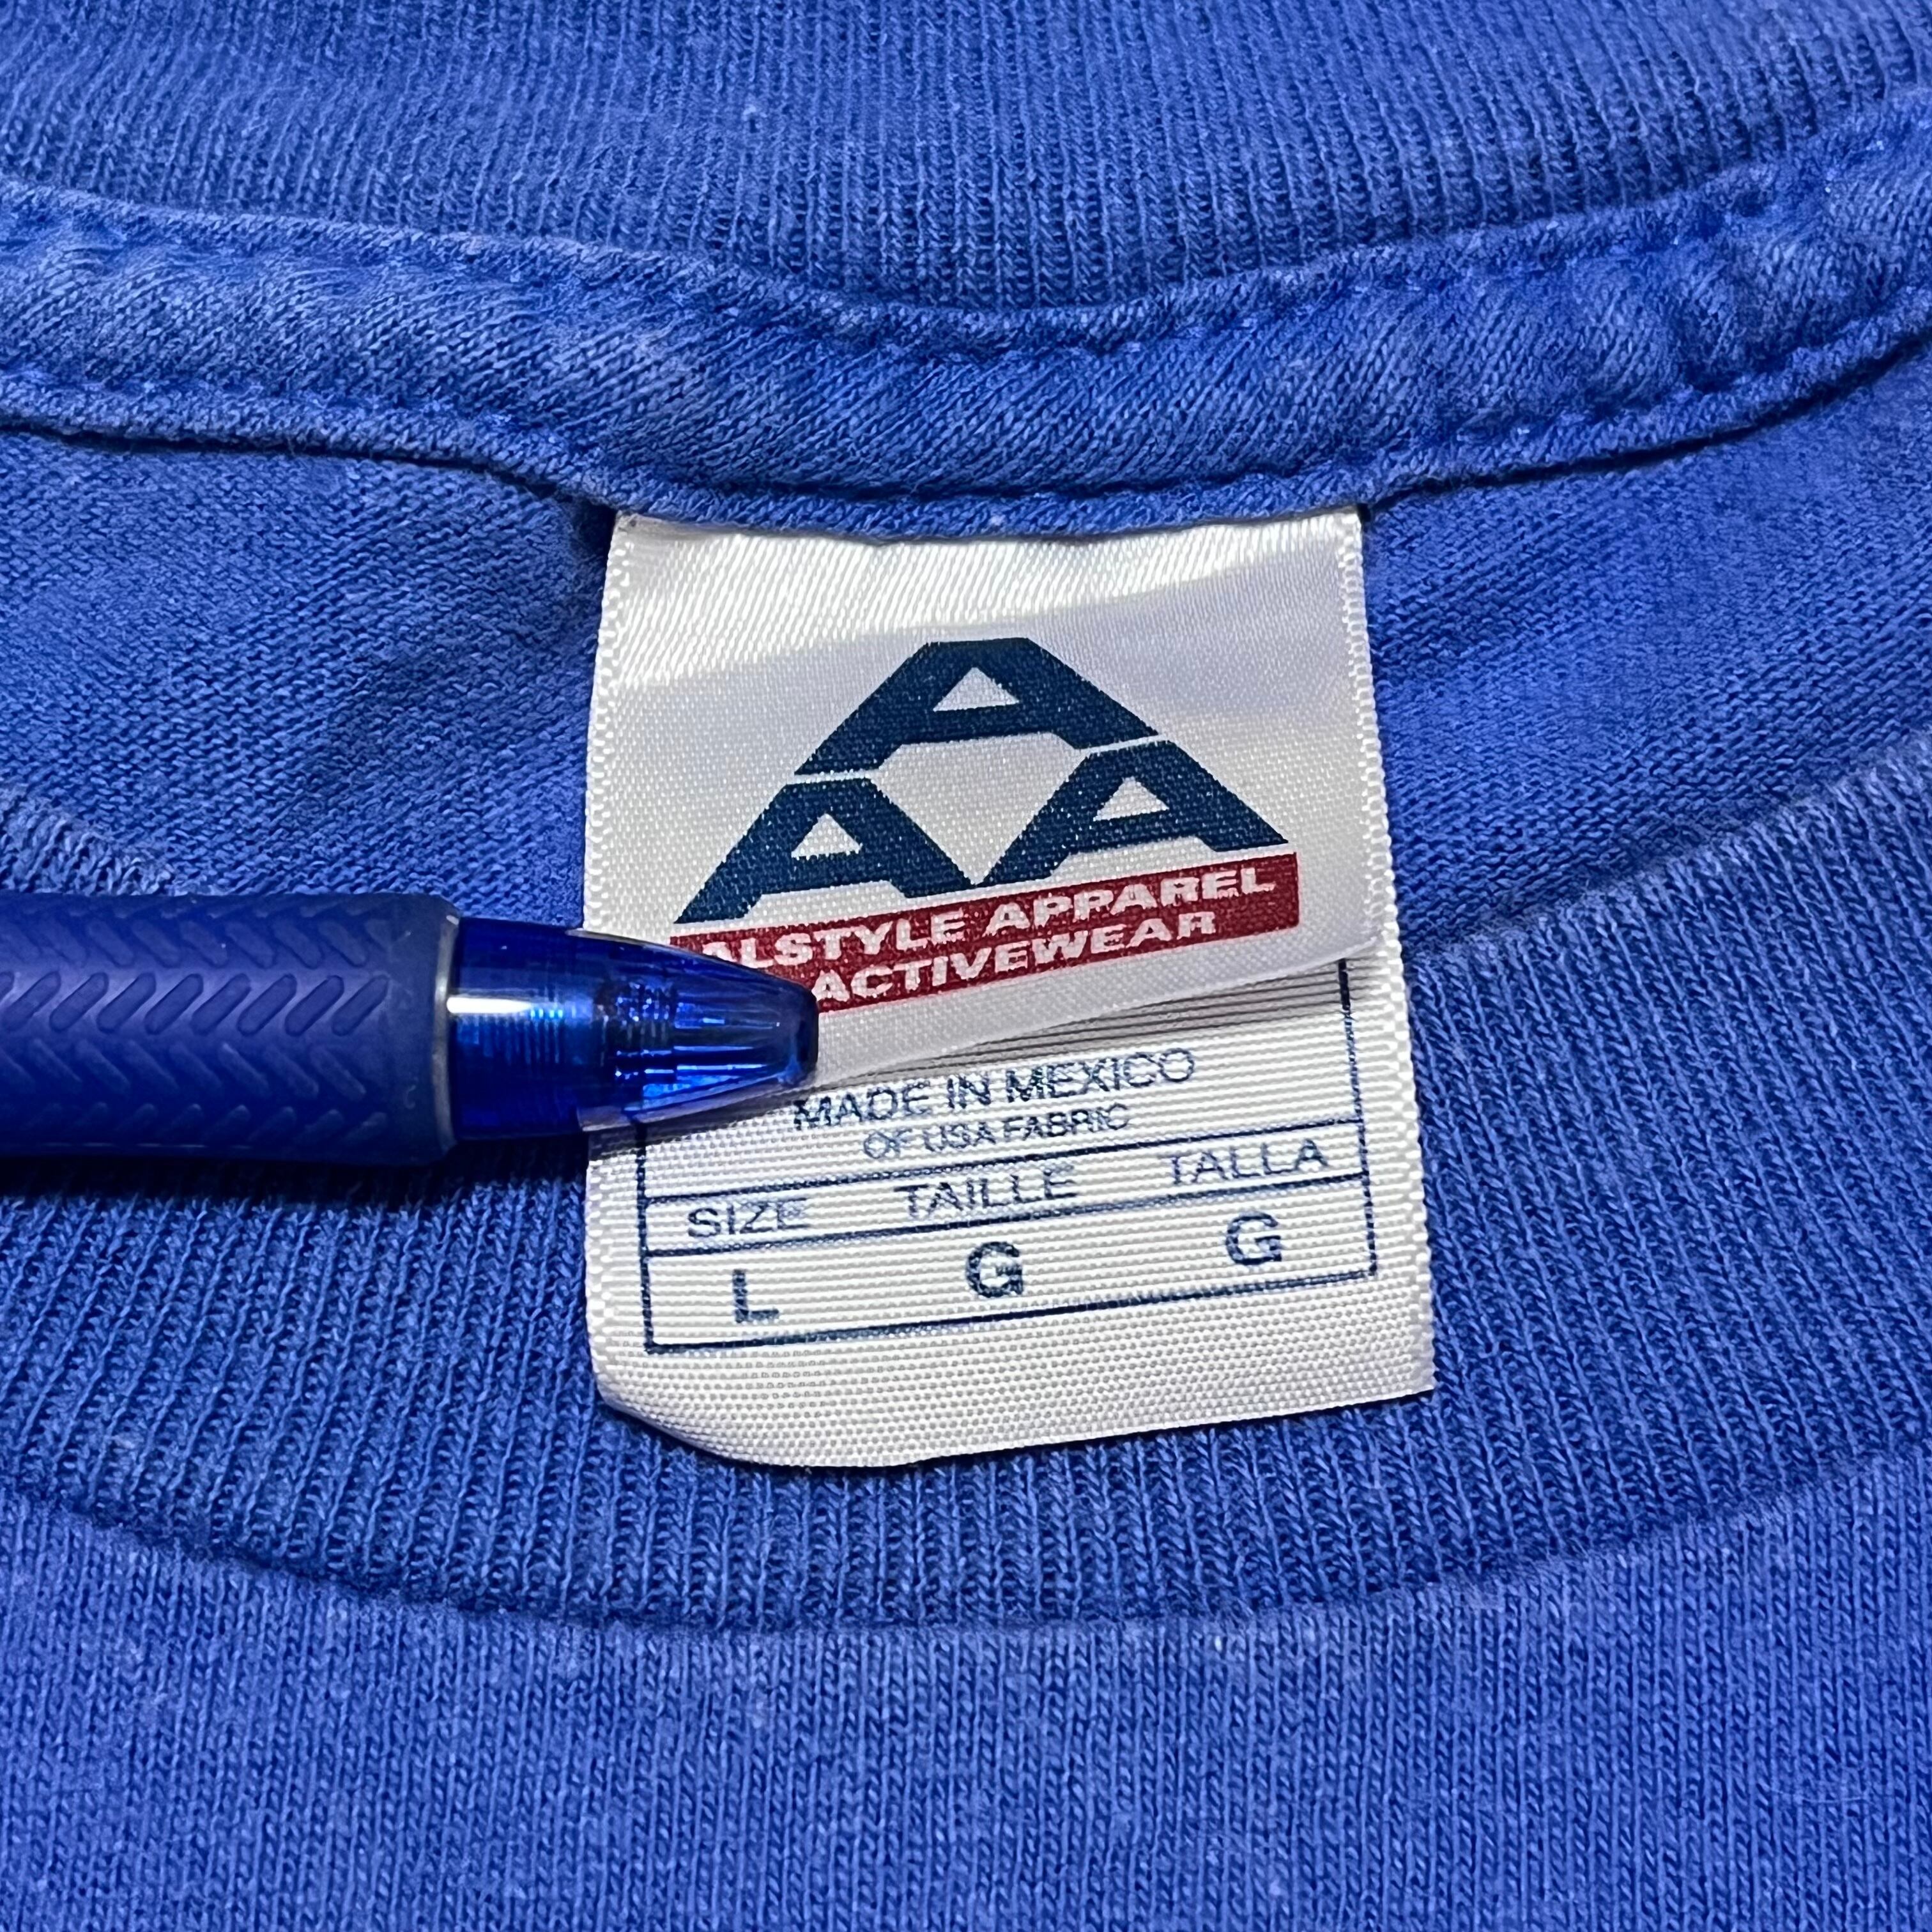 AAA
ALSTYLE APPAREL
ACTIVEWEAR
MADE IN MEXICO
OF USA FABRIC
SIZE TAILLE TALLA
L G G